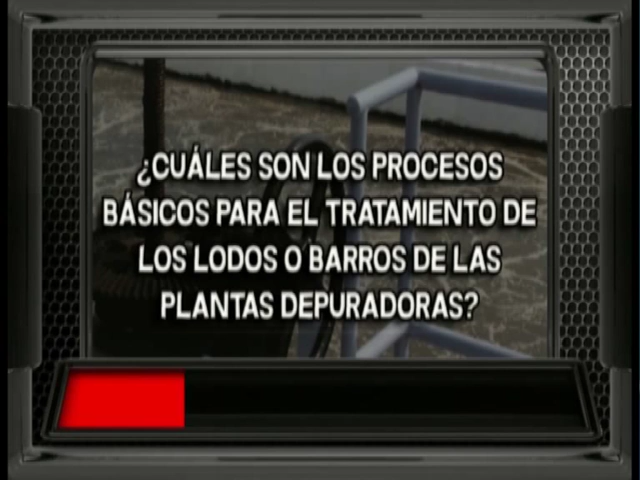 ¿CUÁLES SON LOS PROCESOS
BÁSICOS PARA EL TRATAMIENTO DE
LOS LODOS O BARROS DE LAS
PLANTAS DEPURADORAS?